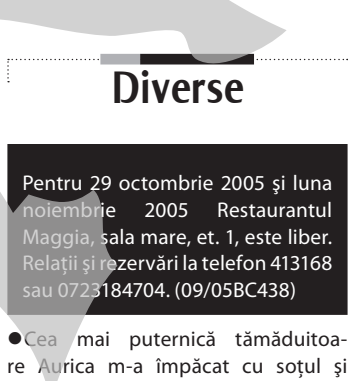 Diverse
Pentru 29 octombrie 2005 şi luna
noiembrie 2005 Restaurantul
Maggia, sala mare, et. 1, este liber.
Relaţii şi rezervări la telefon 413168
sau 0723184704. (09/05BC438)
●Cea mai puternică tămăduitoa-
re Aurica m-a împăcat cu soţul şi